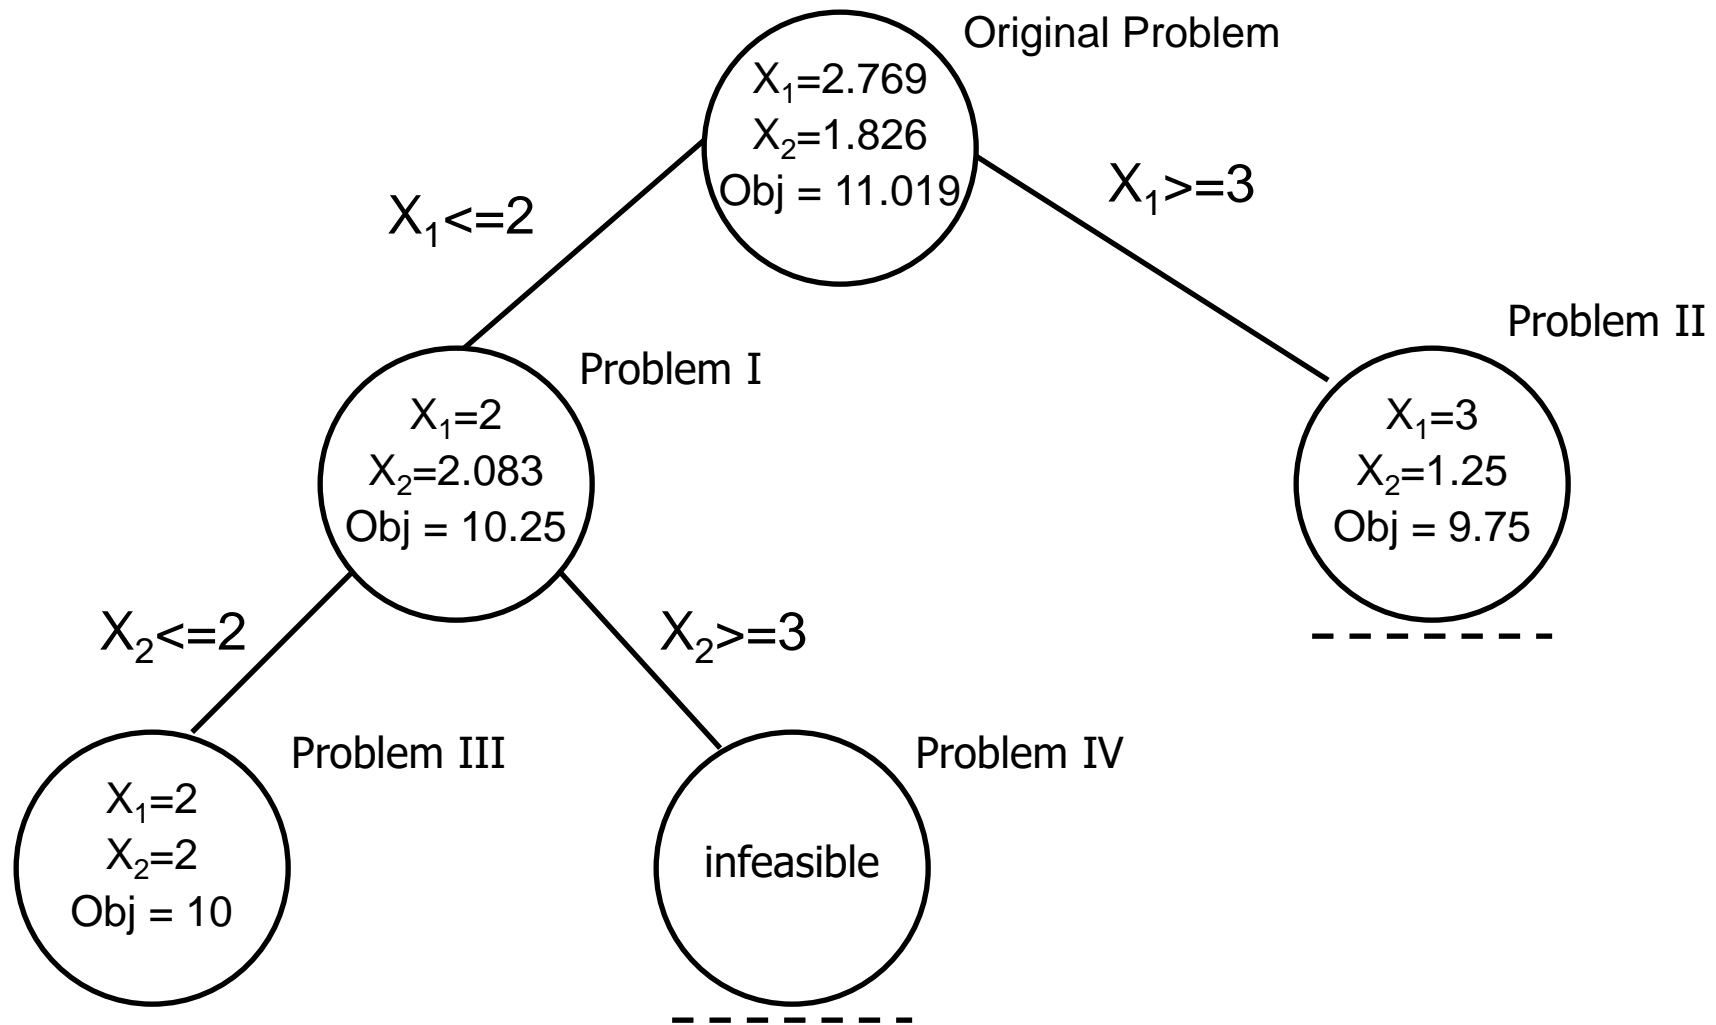 Original Problem
X₁=2.769
X₂=1.826
Obj = 11.019
X₁<=2
X₁>=3
Problem I
Problem II
X₁=2
X₂=2.083
Obj = 10.25
X₁=3
X₂=1.25
Obj = 9.75
X₂<=2
X₂>=3
Problem III
Problem IV
X₁=2
X₂=2
Obj = 10
infeasible